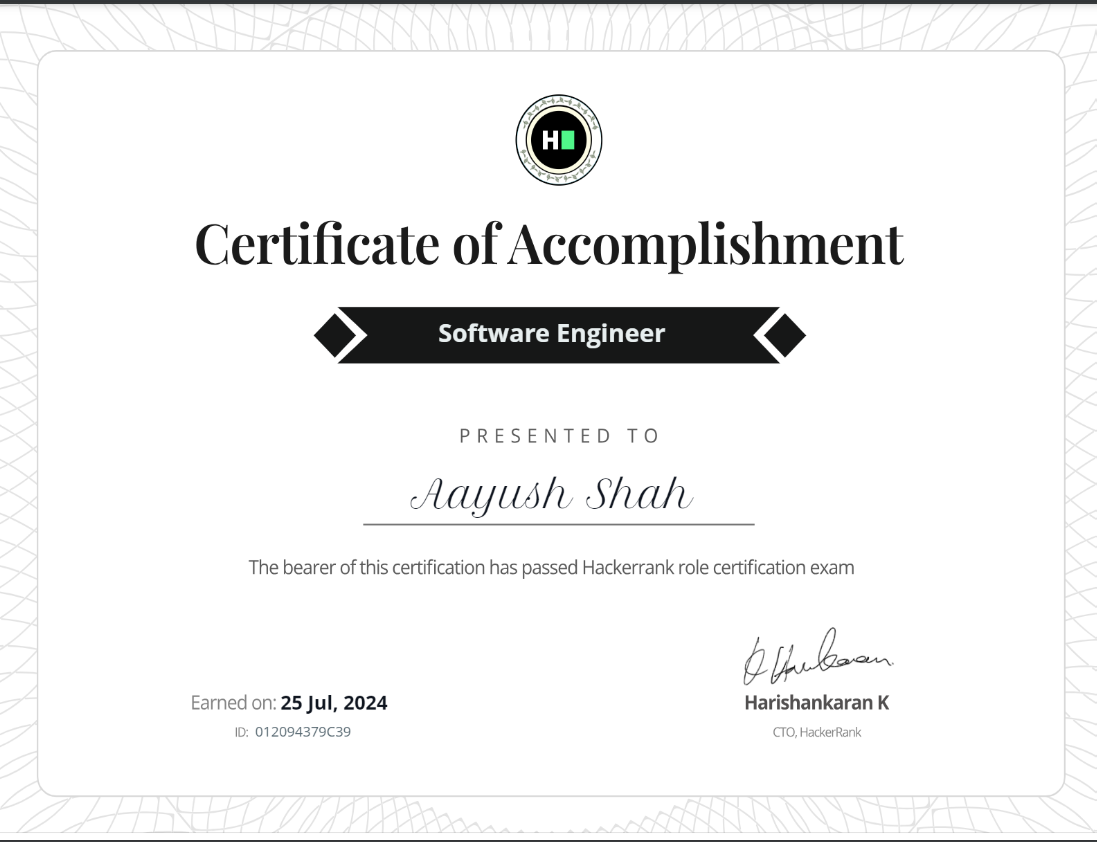 H
Certificate of Accomplishment
Software Engineer
PRESENTED TO
Aayush Shah
The bearer of this certification has passed Hackerrank role certification exam
Earned on: 25 Jul, 2024
ID: 012094379C39
Harishankaran K
CTO, HackerRank